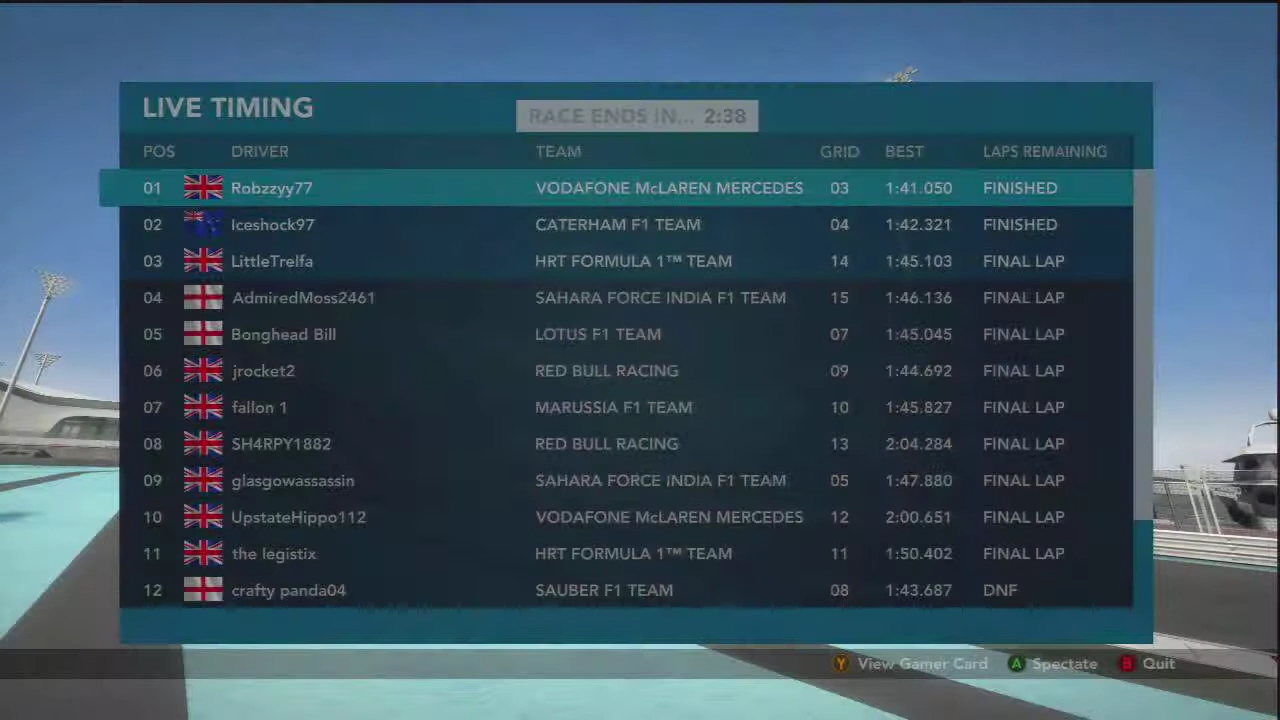 LIVE TIMING
RACE ENDS IN... 2:38
POS DRIVER TEAM GRID BEST LAPS REMAINING
01 Robzzyy77 VODAFONE McLAREN MERCEDES 03 1:41.050 FINISHED
02 Iceshock97 CATERHAM F1 TEAM 04 1:42.321 FINISHED
03 LittleTrelfa HRT FORMULA 1™ TEAM 14 1:45.103 FINAL LAP
04 AdmiredMoss2461 SAHARA FORCE INDIA F1 TEAM 15 1:46.136 FINAL LAP
05 Bonghead Bill LOTUS F1 TEAM 07 1:45.045 FINAL LAP
06 jrocket2 RED BULL RACING 09 1:44.692 FINAL LAP
07 fallon 1 MARUSSIA F1 TEAM 10 1:45.827 FINAL LAP
08 SH4RPY1882 RED BULL RACING 13 2:04.284 FINAL LAP
09 glasgowassassin SAHARA FORCE INDIA F1 TEAM 05 1:47.880 FINAL LAP
10 UpstateHippo112 VODAFONE McLAREN MERCEDES 12 2:00.651 FINAL LAP
11 the legistix HRT FORMULA 1™ TEAM 11 1:50.402 FINAL LAP
12 crafty panda04 SAUBER F1 TEAM 08 1:43.687 DNF
Y View Gamer Card A Spectate B Quit